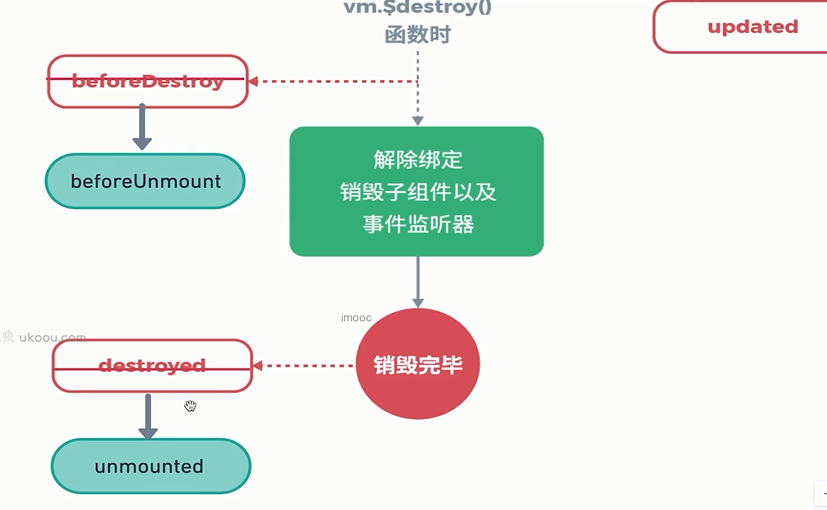 vm.$destroy()
函数时
updated
beforeDestroy
解除绑定
销毁子组件以及
事件监听器
beforeUnmount
imooc
ukoou.com
destroyed
销毁完毕
unmounted